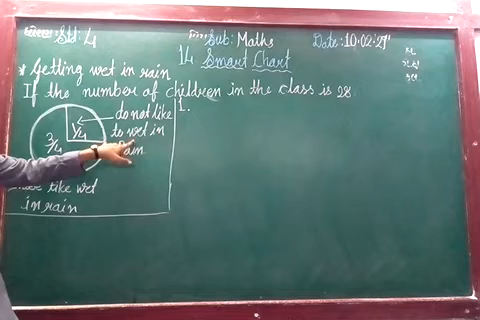 Std: 4
Sub: Maths
Date: 10:02:21
14 Smart Chart
* Getting wet in rain
If the number of children in the class is 28
1.
do not like
to wet in
rain
1/4
3/4
like wet
in rain